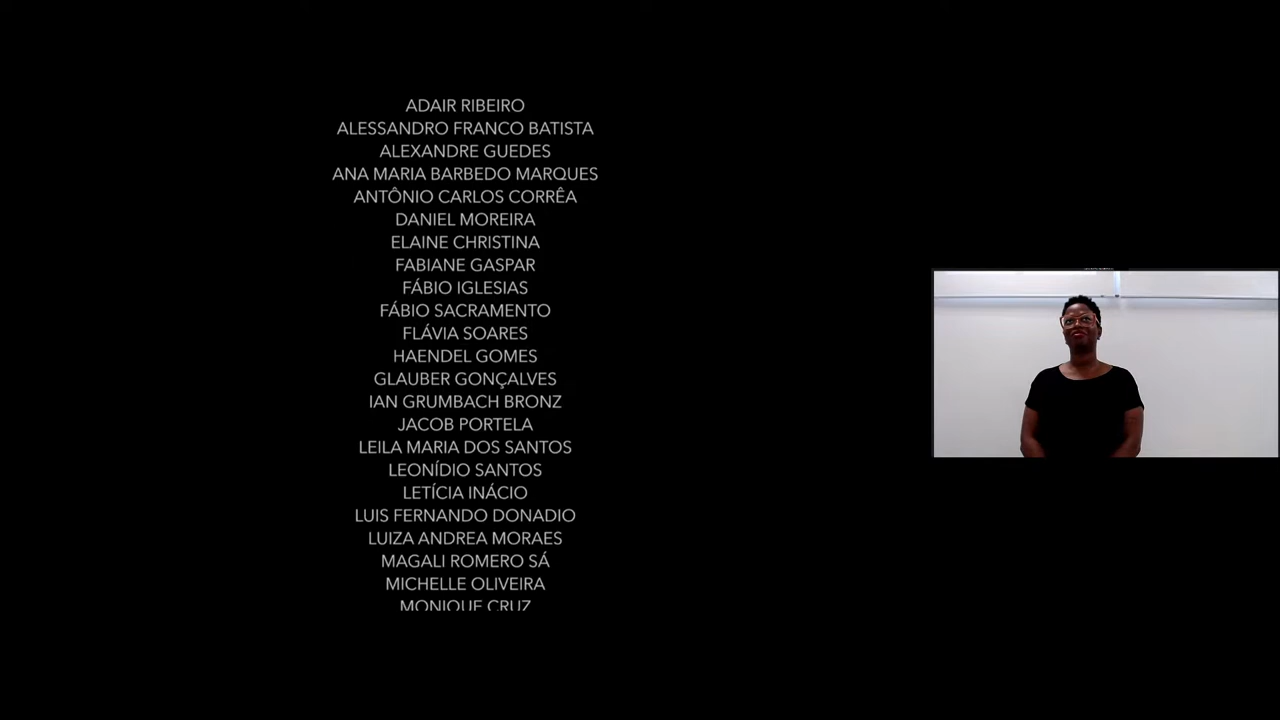 ADAIR RIBEIRO
ALESSANDRO FRANCO BATISTA
ALEXANDRE GUEDES
ANA MARIA BARBEDO MARQUES
ANTÔNIO CARLOS CORRÊA
DANIEL MOREIRA
ELAINE CHRISTINA
FABIANE GASPAR
FÁBIO IGLESIAS
FÁBIO SACRAMENTO
FLÁVIA SOARES
HAENDEL GOMES
GLAUBER GONÇALVES
IAN GRUMBACH BRONZ
JACOB PORTELA
LEILA MARIA DOS SANTOS
LEONÍDIO SANTOS
LETÍCIA INÁCIO
LUIS FERNANDO DONADIO
LUIZA ANDREA MORAES
MAGALI ROMERO SÁ
MICHELLE OLIVEIRA
MONIQUE CRUZ